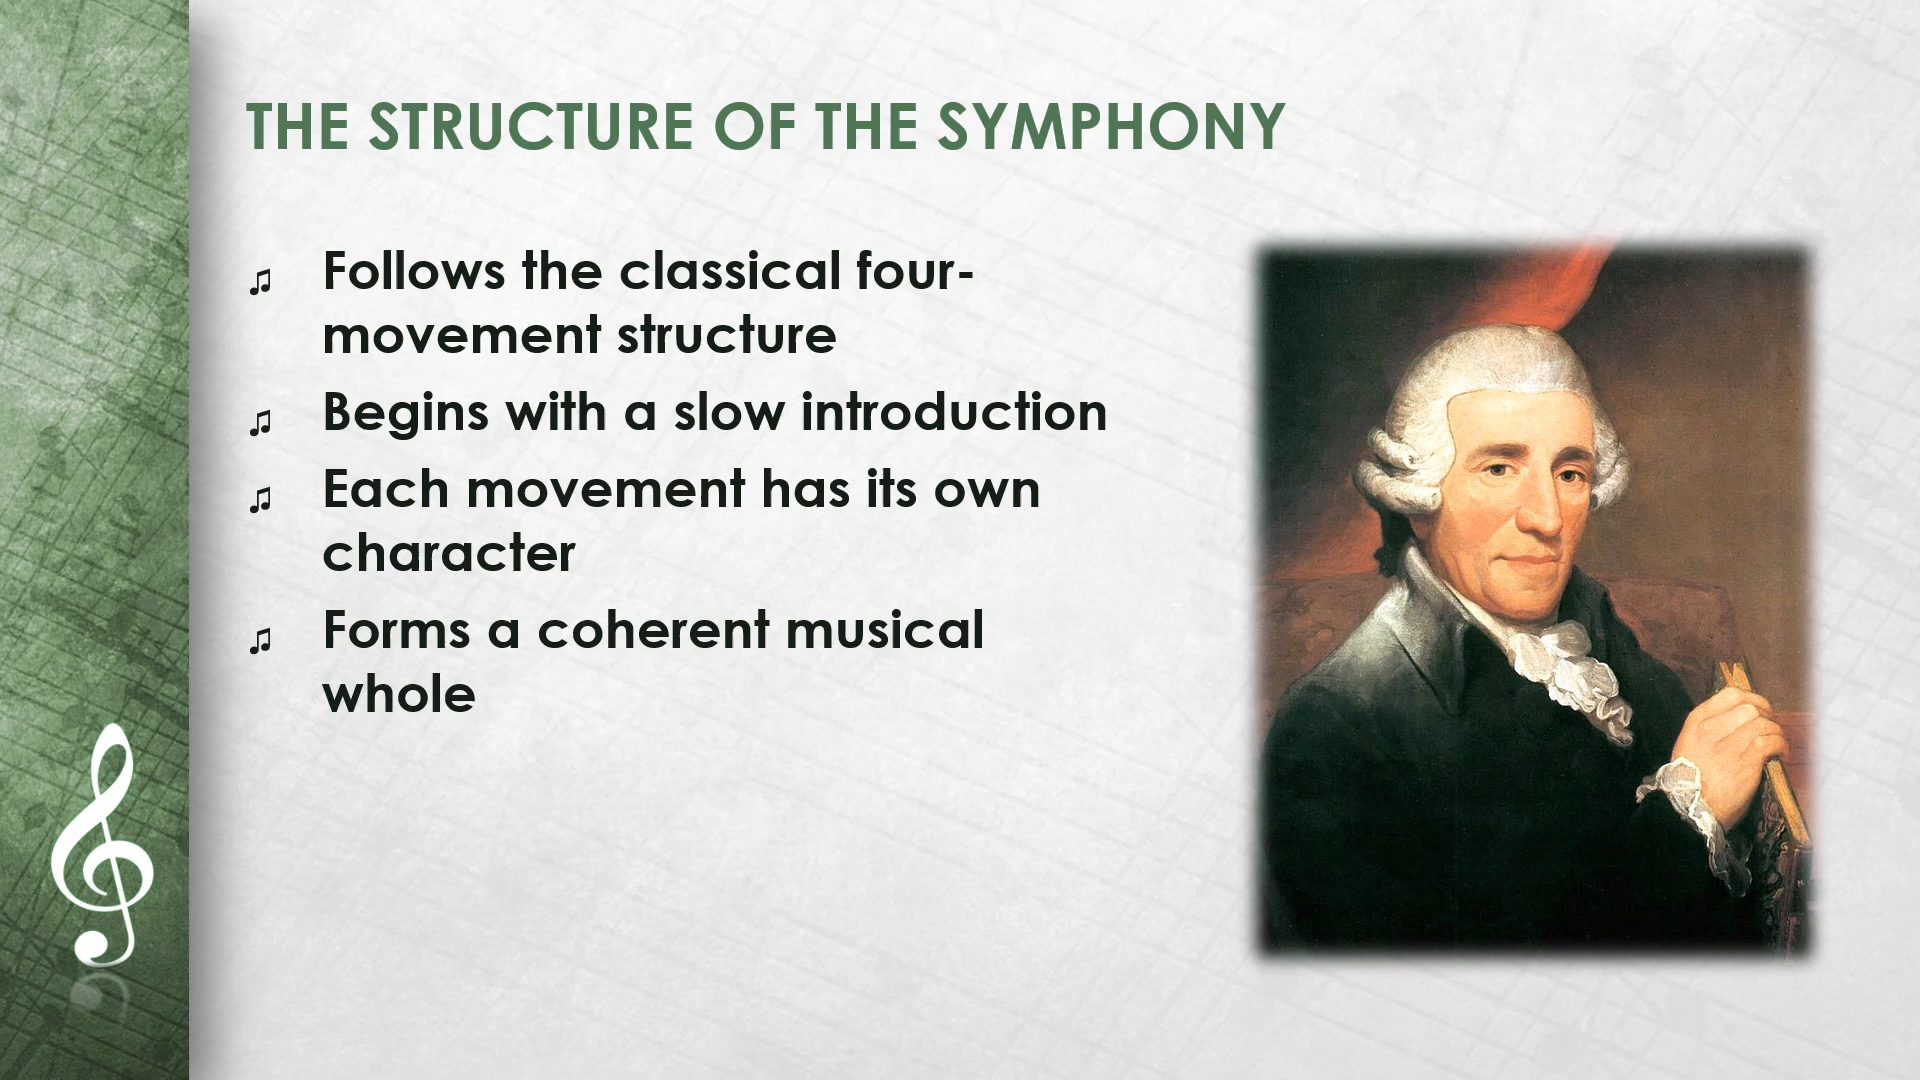 THE STRUCTURE OF THE SYMPHONY
♫ Follows the classical four-
movement structure
♫ Begins with a slow introduction
♫ Each movement has its own
character
♫ Forms a coherent musical
whole